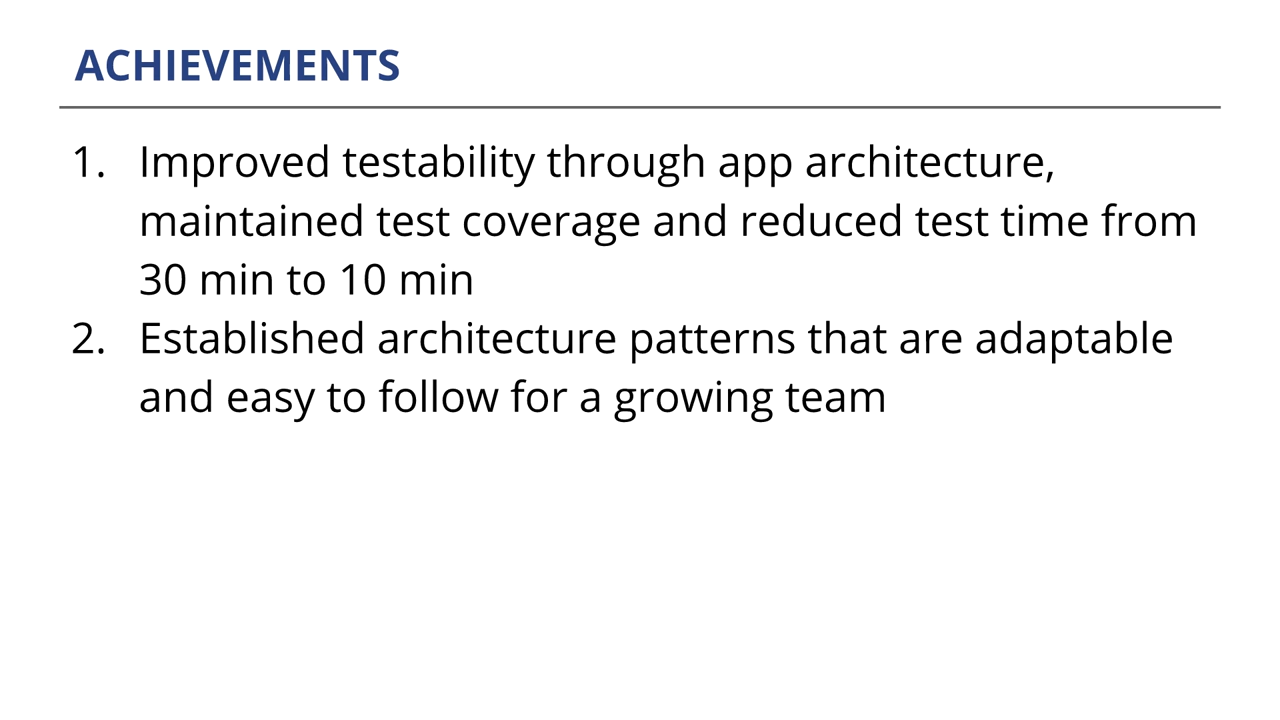 ACHIEVEMENTS
1. Improved testability through app architecture,
maintained test coverage and reduced test time from
30 min to 10 min
2. Established architecture patterns that are adaptable
and easy to follow for a growing team